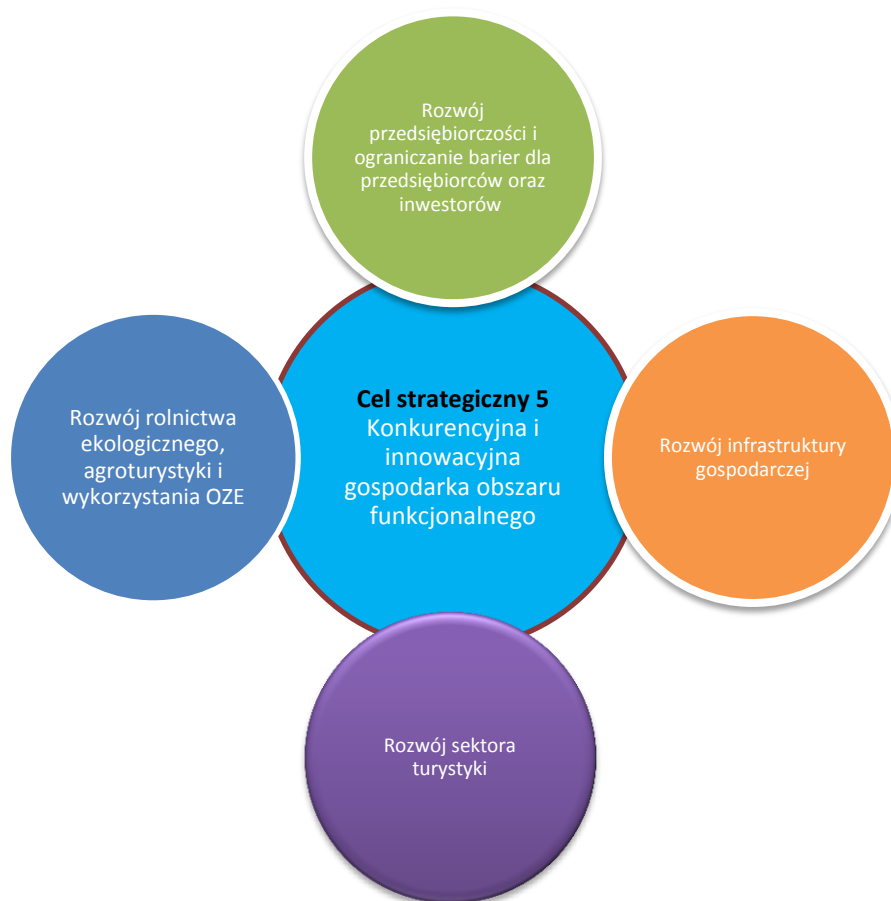 Rozwój
przedsiębiorczości i
ograniczanie barier dla
przedsiębiorców oraz
inwestorów
Cel strategiczny 5
Konkurencyjna i
innowacyjna
gospodarka obszaru
funkcjonalnego
Rozwój rolnictwa
ekologicznego,
agroturystyki i
wykorzystania OZE
Rozwój infrastruktury
gospodarczej
Rozwój sektora
turystyki